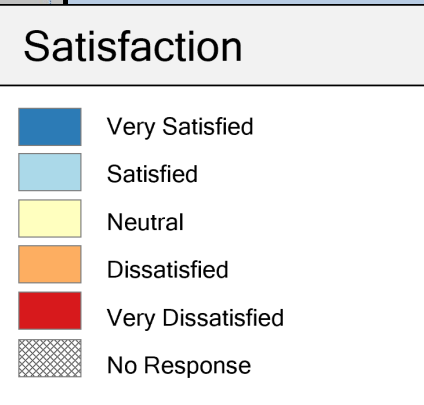 Satisfaction
Very Satisfied
Satisfied
Neutral
Dissatisfied
Very Dissatisfied
No Response